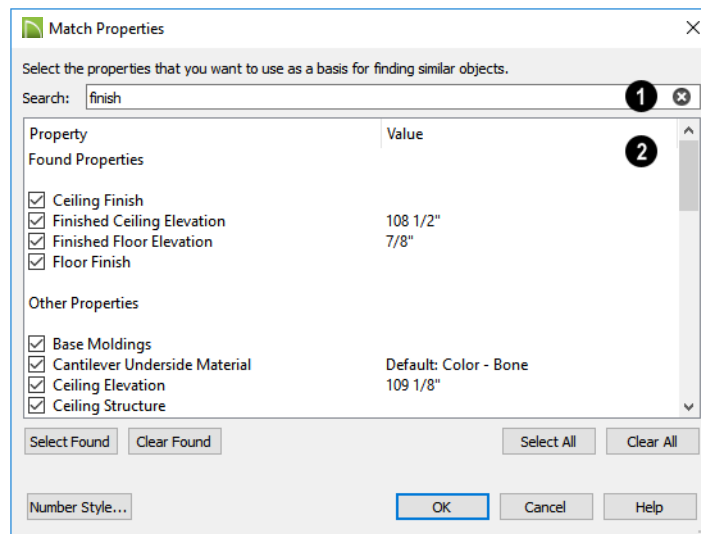 Match Properties
Select the properties that you want to use as a basis for finding similar objects.
Search: finish 1
Property Value 2
Found Properties
Ceiling Finish
Finished Ceiling Elevation 108 1/2"
Finished Floor Elevation 7/8"
Floor Finish
Other Properties
Base Moldings
Cantilever Underside Material Default: Color - Bone
Ceiling Elevation 109 1/8"
Ceiling Structure
Select Found Clear Found Select All Clear All
Number Style... OK Cancel Help